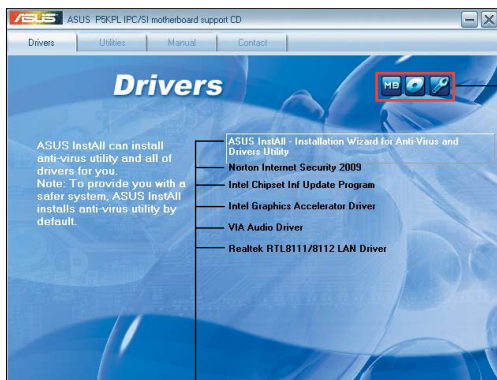 ASUS ASUS P5KPL IPC/SI motherboard support CD
Drivers Utilities Manual Contact
Drivers
MB
ASUS InstAll can install
anti-virus utility and all of
drivers for you.
Note: To provide you with a
safer system, ASUS InstAll
installs anti-virus utility by
default.
ASUS InstAll - Installation Wizard for Anti-Virus and
Drivers Utility
Norton Internet Security 2009
Intel Chipset Inf Update Program
Intel Graphics Accelerator Driver
VIA Audio Driver
Realtek RTL8111/8112 LAN Driver